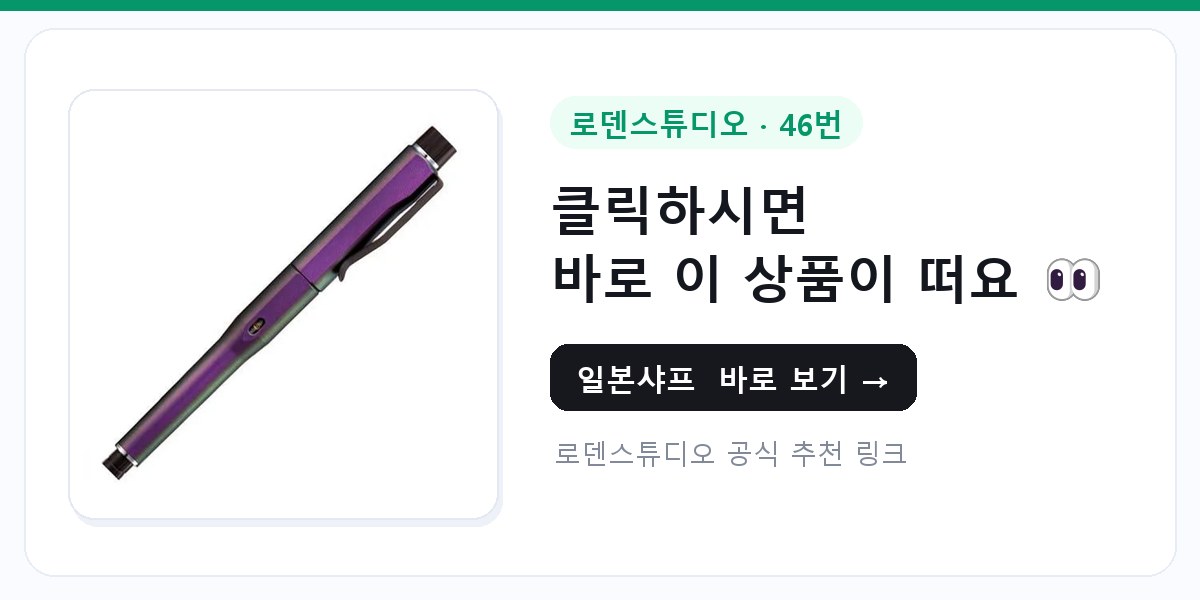 로덴스튜디오 · 46번
클릭하시면
바로 이 상품이 떠요 👀
일본샤프 바로 보기 →
로덴스튜디오 공식 추천 링크